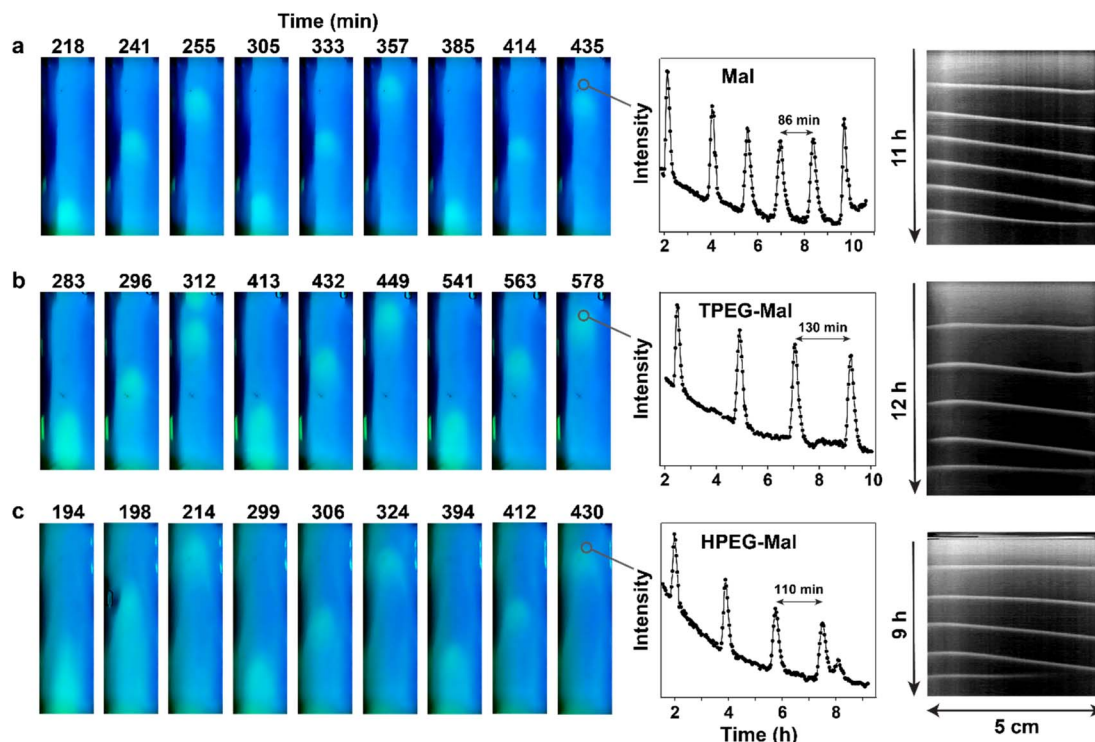 Time (min)
a 218 241 255 305 333 357 385 414 435
Intensity
Mal
86 min
2 4 6 8 10
11 h
b 283 296 312 413 432 449 541 563 578
Intensity
TPEG-Mal
130 min
2 4 6 8 10
12 h
c 194 198 214 299 306 324 394 412 430
Intensity
HPEG-Mal
110 min
2 4 6 8
Time (h)
9 h
5 cm